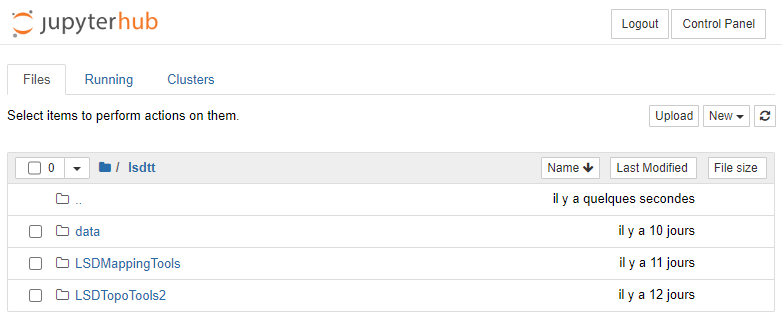 jupyterhub
Logout
Control Panel
Files
Running
Clusters
Select items to perform actions on them.
Upload
New
0
/ lsdtt
Name
Last Modified
File size
..
il y a quelques secondes
data
il y a 10 jours
LSDMappingTools
il y a 11 jours
LSDTopoTools2
il y a 12 jours